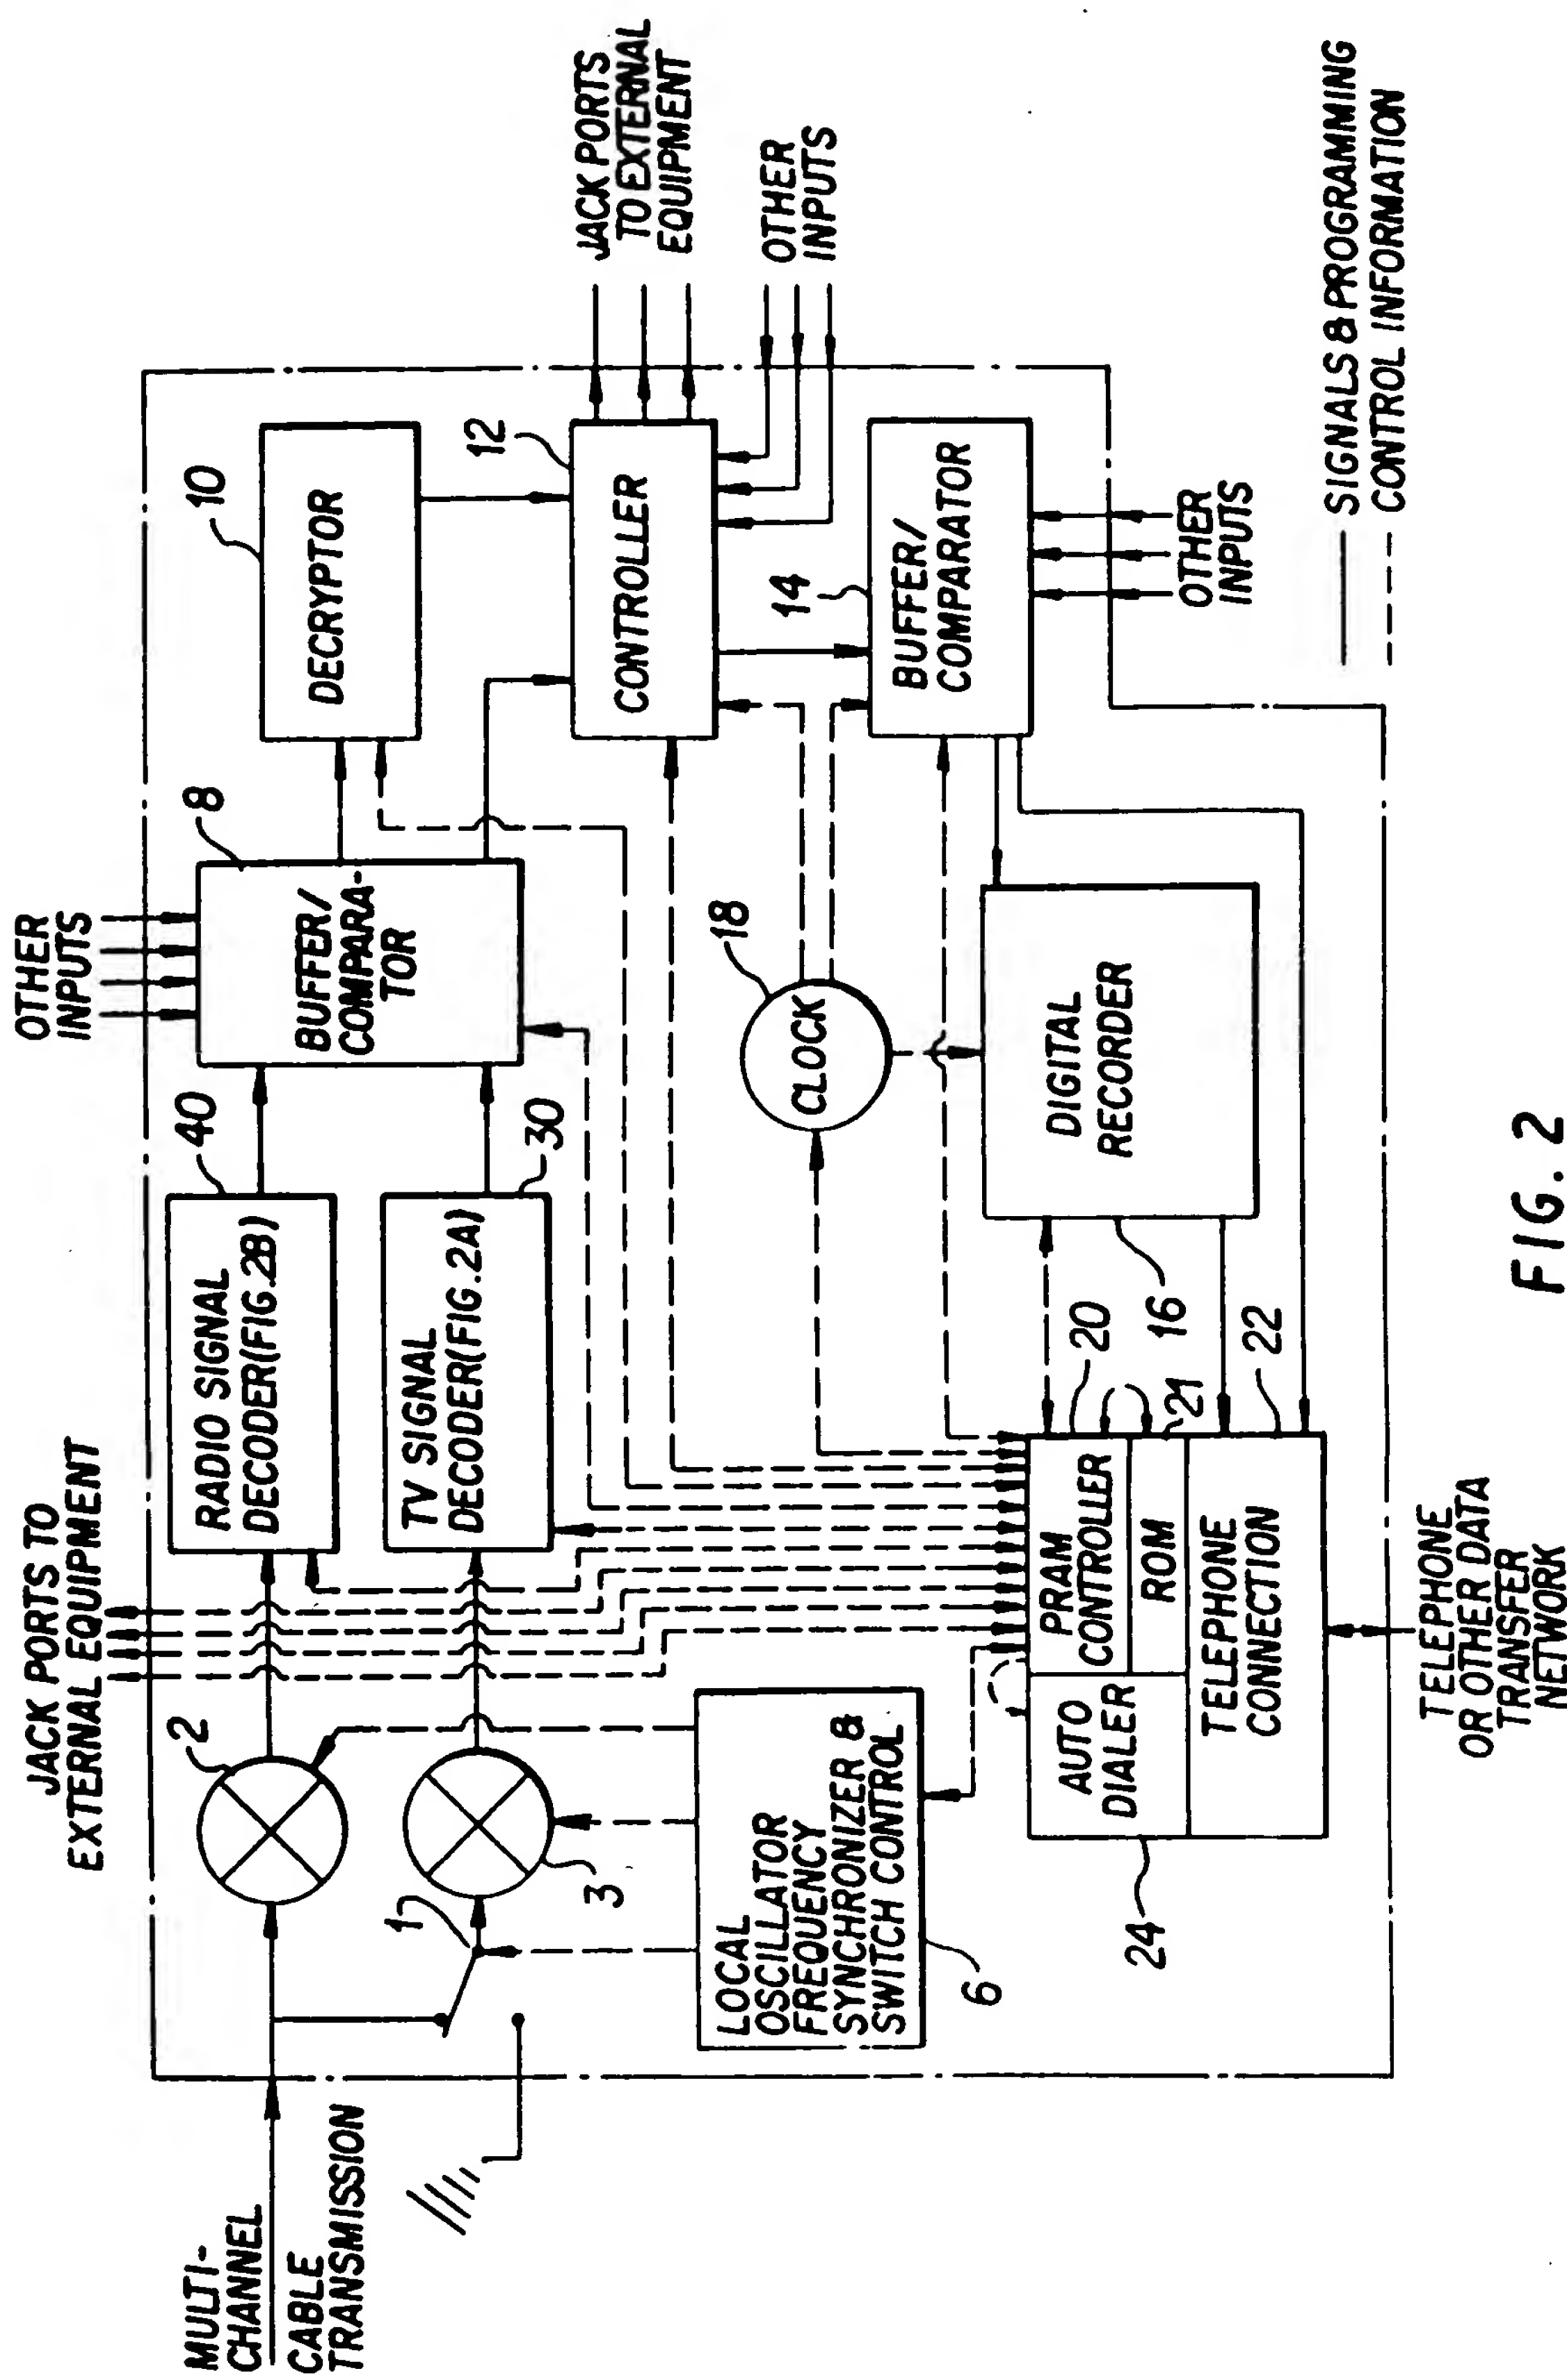 MULTI-
CHANNEL
CABLE
TRANSMISSION
JACK PORTS TO
EXTERNAL EQUIPMENT
OTHER
INPUTS
2
1
3
RADIO SIGNAL
DECODER(FIG.2B)
40
TV SIGNAL
DECODER(FIG.2A)
30
BUFFER/
COMPARA-
TOR
8
DECRYPTOR
10
CONTROLLER
12
JACK PORTS
TO EXTERNAL
EQUIPMENT
OTHER
INPUTS
LOCAL
OSCILLATOR
FREQUENCY
SYNCHRONIZER &
SWITCH CONTROL
6
CLOCK
18
BUFFER/
COMPARATOR
14
OTHER
INPUTS
DIGITAL
RECORDER
16
AUTO
DIALER
24
PRAM
CONTROLLER
20
ROM
21
TELEPHONE
CONNECTION
22
TELEPHONE
OR OTHER DATA
TRANSFER
NETWORK
SIGNALS & PROGRAMMING
CONTROL INFORMATION
FIG. 2